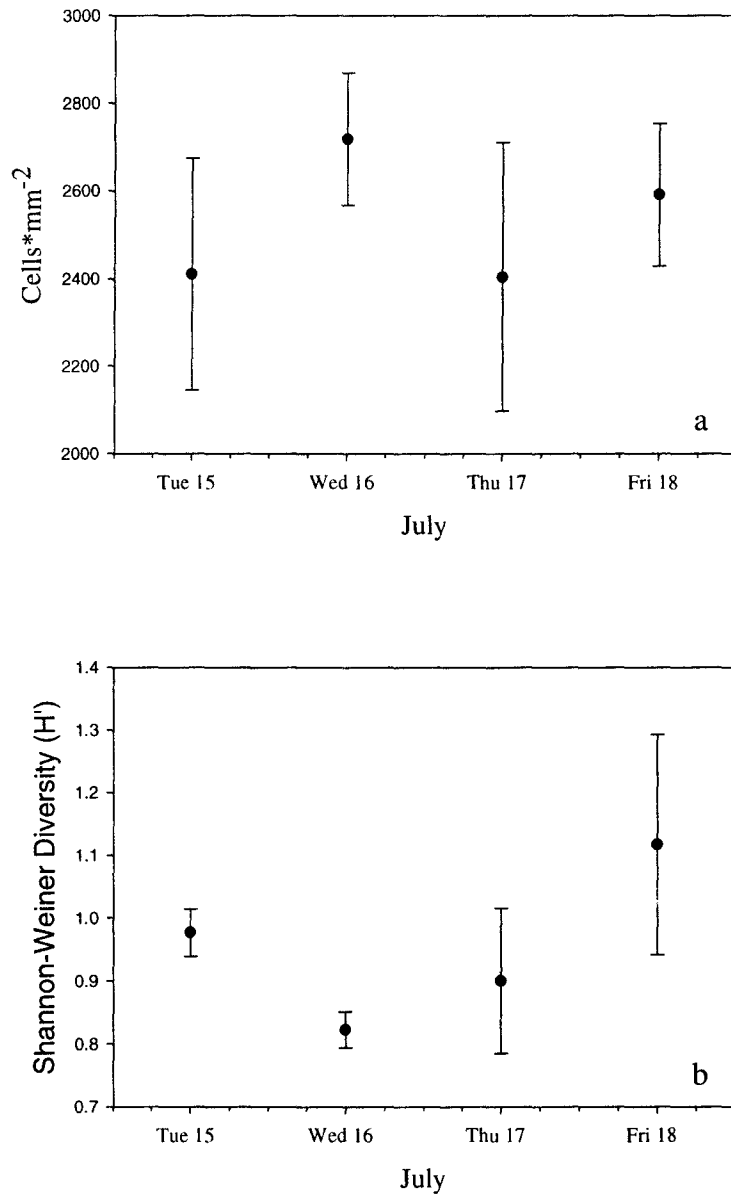 3000
2800
2600
2400
2200
2000
Cells*mm-2
a
Tue 15 Wed 16 Thu 17 Fri 18
July
1.4
1.3
1.2
1.1
1.0
0.9
0.8
0.7
Shannon-Weiner Diversity (H')
b
Tue 15 Wed 16 Thu 17 Fri 18
July